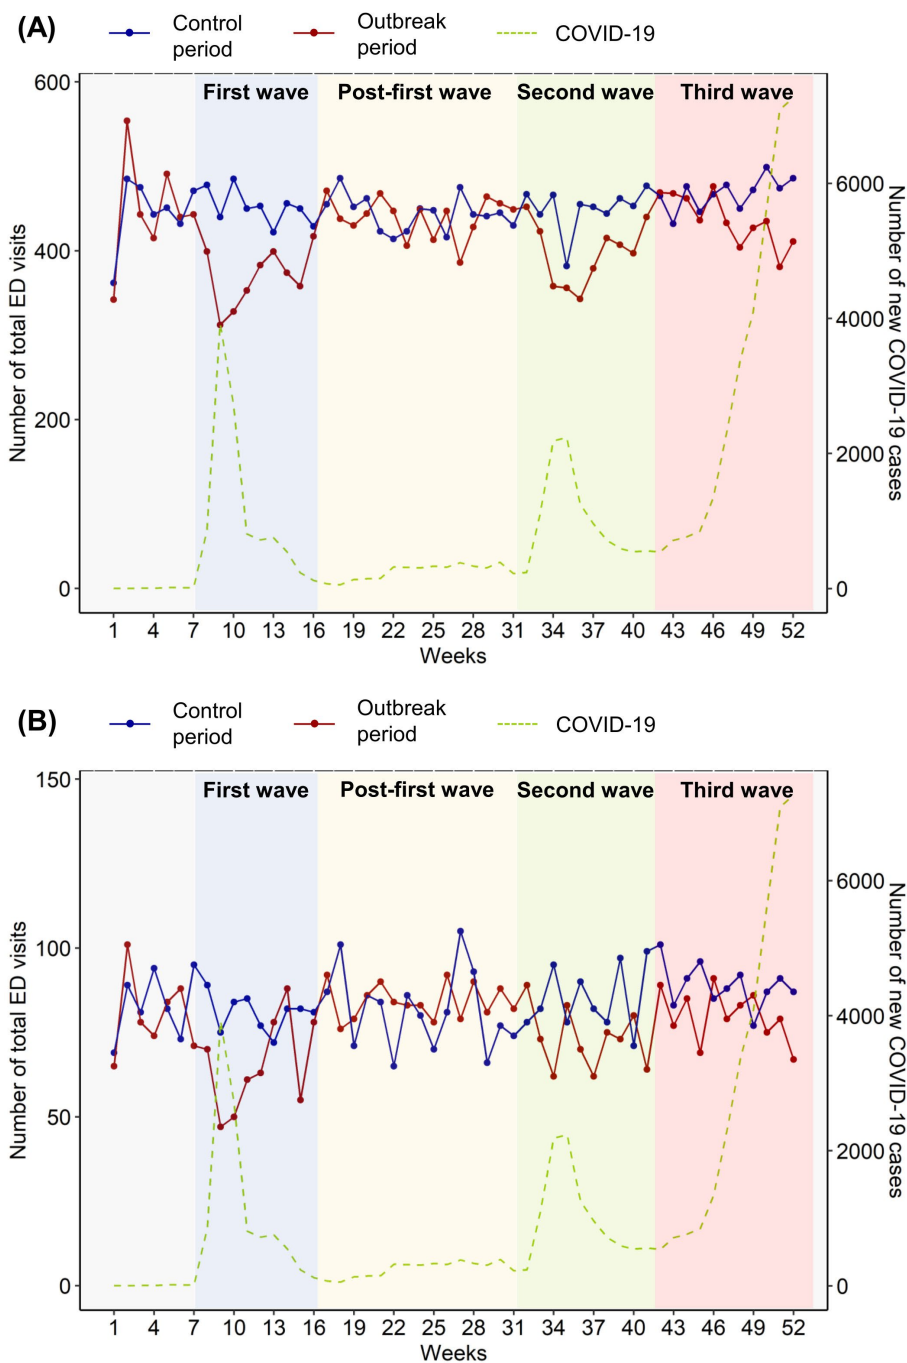 (A)
Control
period
Outbreak
period
COVID-19
First wave Post-first wave Second wave Third wave
Number of total ED visits
600
400
200
0
6000
4000
2000
0
Number of new COVID-19 cases
1 4 7 10 13 16 19 22 25 28 31 34 37 40 43 46 49 52
Weeks
(B)
Control
period
Outbreak
period
COVID-19
First wave Post-first wave Second wave Third wave
Number of total ED visits
150
100
50
0
6000
4000
2000
0
Number of new COVID-19 cases
1 4 7 10 13 16 19 22 25 28 31 34 37 40 43 46 49 52
Weeks